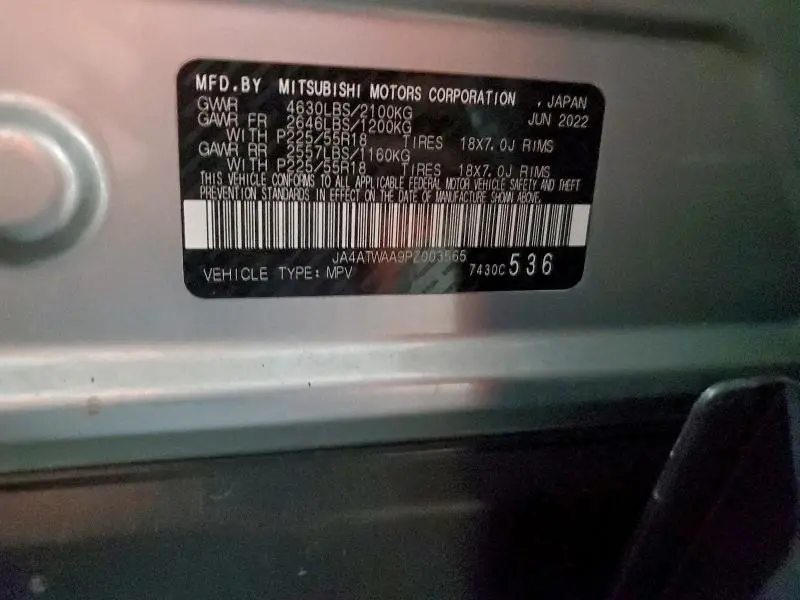 MFD.BY MITSUBISHI MOTORS CORPORATION , JAPAN
GVWR 4630LBS/2100KG JUN 2022
GAWR FR 2646LBS/1200KG
WITH P225/55R18 TIRES 18X7.0J RIMS
GAWR RR 2557LBS/1160KG
WITH P225/55R18 TIRES 18X7.0J RIMS
THIS VEHICLE CONFORMS TO ALL APPLICABLE FEDERAL MOTOR VEHICLE SAFETY AND THEFT
PREVENTION STANDARDS IN EFFECT ON THE DATE OF MANUFACTURE SHOWN ABOVE.
JA4ATWAA9PZ003565
VEHICLE TYPE: MPV 7430C 536